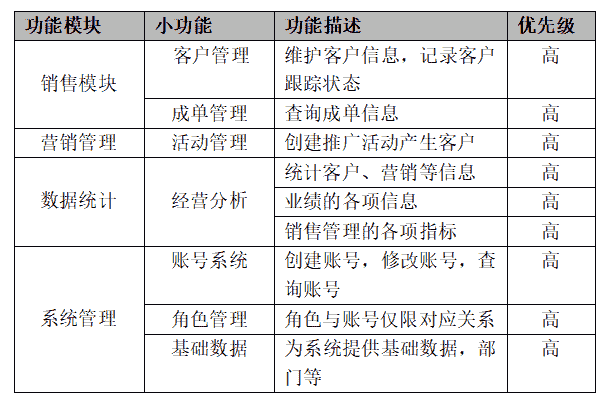 功能模块 小功能 功能描述 优先级
销售模块 客户管理 维护客户信息，记录客户跟踪状态 高
成单管理 查询成单信息 高
营销管理 活动管理 创建推广活动产生客户 高
数据统计 经营分析 统计客户、营销等信息 高
业绩的各项信息 高
销售管理的各项指标 高
系统管理 账号系统 创建账号，修改账号，查询账号 高
角色管理 角色与账号仅限对应关系 高
基础数据 为系统提供基础数据，部门等 高